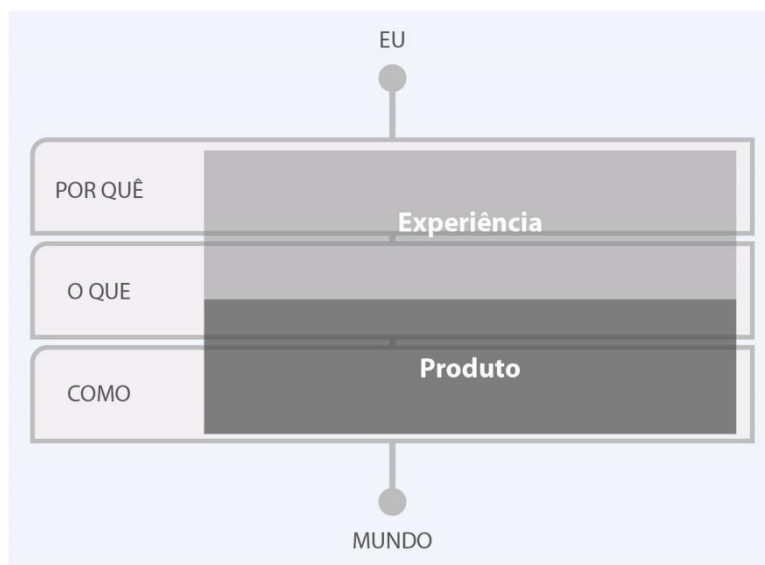 EU
POR QUÊ
Experiência
O QUE
Produto
COMO
MUNDO